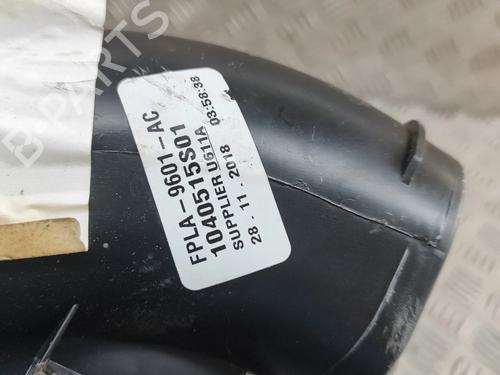 B-PARTS
FPLA-9601-AC
1040515S01
SUPPLIER U611A 03:58:38
28 - 11 - 2018